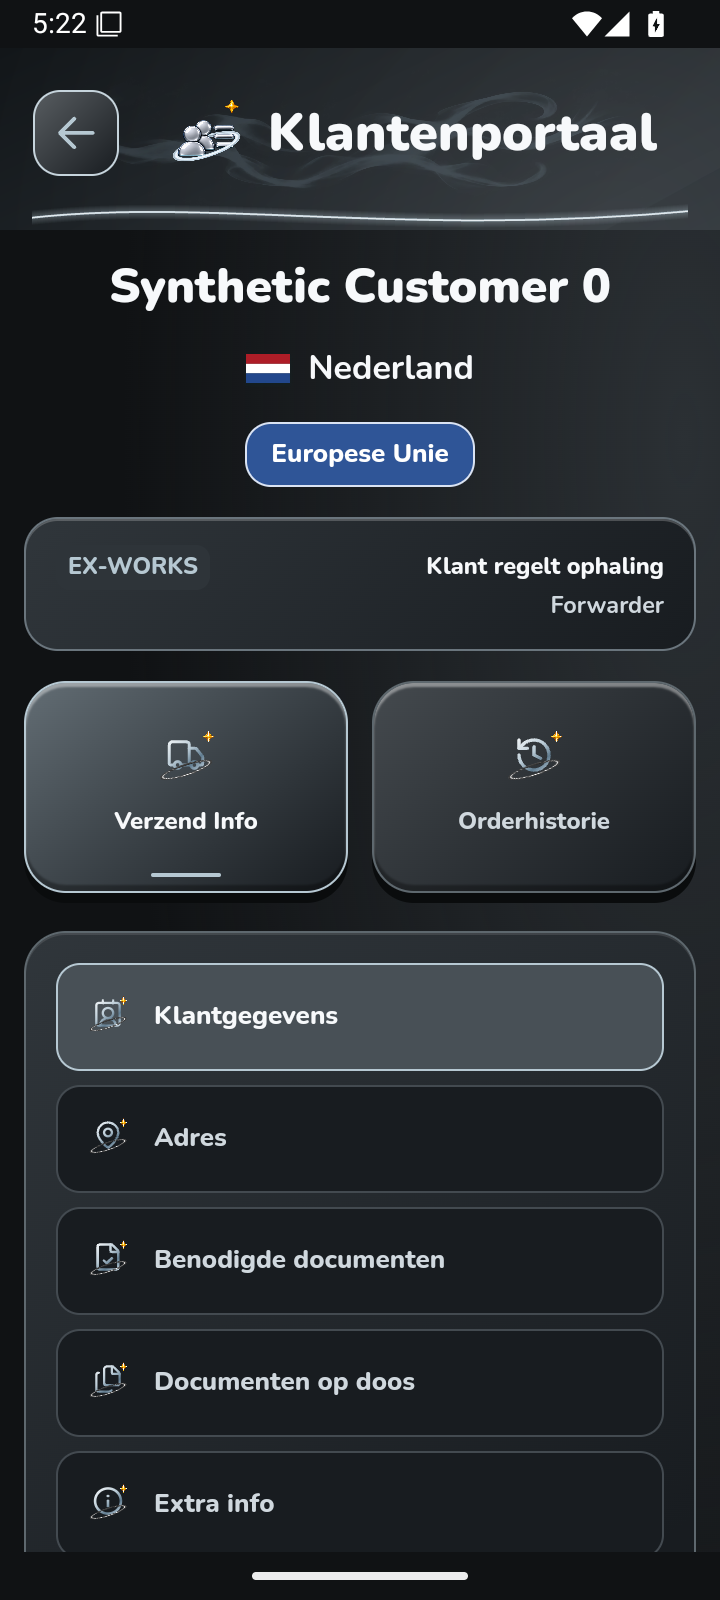 5:22
Klantenportaal
Synthetic Customer 0
Nederland
Europese Unie
EX-WORKS
Klant regelt ophaling
Forwarder
Verzend Info
Orderhistorie
Klantgegevens
Adres
Benodigde documenten
Documenten op doos
Extra info